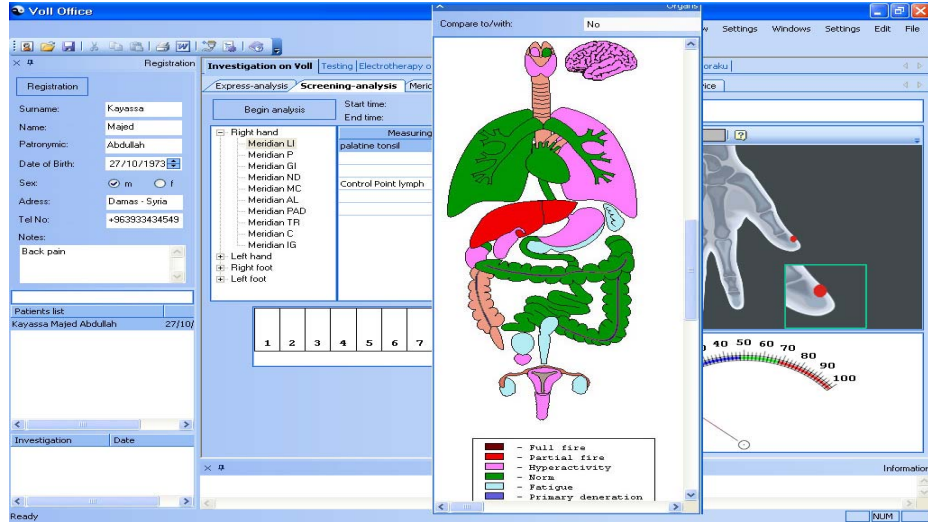 Voll Office
Settings Windows Settings Edit File
Registration
Registration
Surname: Kayassa
Name: Majed
Patronymic: Abdullah
Date of Birth: 27/10/1973
Sex: m f
Adress: Damas - Syria
Tel No: +963933434549
Notes:
Back pain
Patients list
Kayassa Majed Abdullah 27/10/
Investigation Date
Ready
Investigation on Voll Testing Electrotherapy o
Express-analysis Screening-analysis Meric
Begin analysis
Start time:
End time:
Right hand
Meridian LI
Meridian P
Meridian GI
Meridian ND
Meridian MC
Meridian AL
Meridian PAD
Meridian TR
Meridian C
Meridian IG
Left hand
Right foot
Left foot
Measuring
palatine tonsil
Control Point lymph
1 2 3 4 5 6 7
Organs
Compare to/with: No
- Full fire
- Partial fire
- Hyperactivity
- Norm
- Fatigue
- Primary deneration
oraku
ice
40 50 60 70 80 90 100
Information
NUM